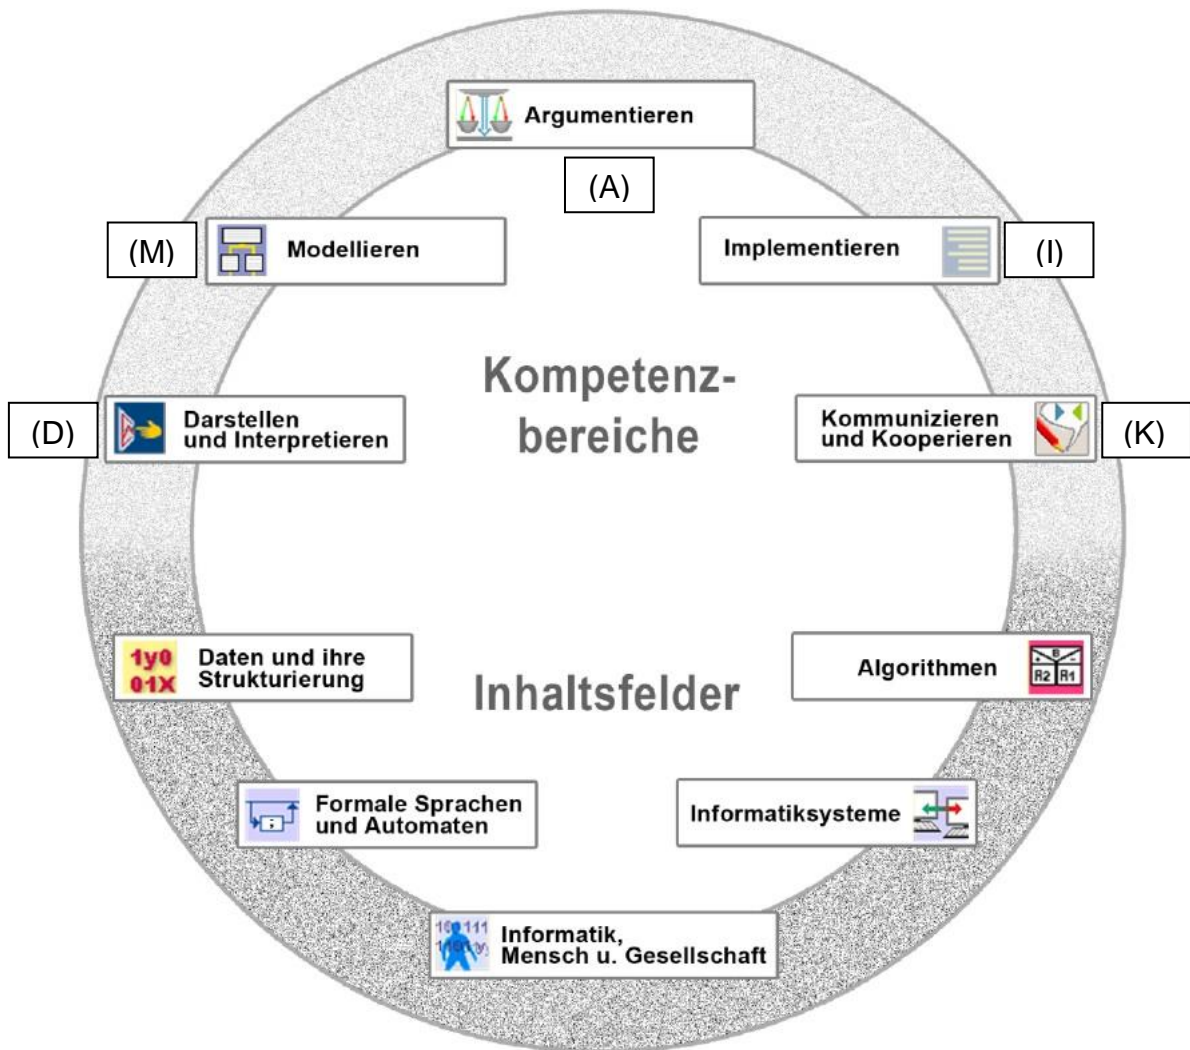 Argumentieren
(A)
(M)
Modellieren
Implementieren
(I)
Kompetenz-
bereiche
(D)
Darstellen
und Interpretieren
Kommunizieren
und Kooperieren
(K)
1y0
01X
Daten und ihre
Strukturierung
Inhaltsfelder
Algorithmen
B
+ -
R2 R1
;
Formale Sprachen
und Automaten
Informatiksysteme
Informatik,
Mensch u. Gesellschaft